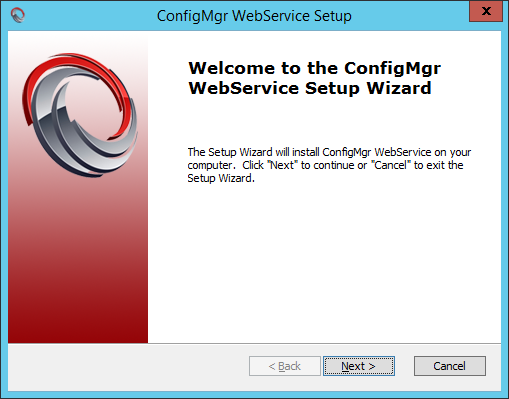 ConfigMgr WebService Setup
x
Welcome to the ConfigMgr
WebService Setup Wizard
The Setup Wizard will install ConfigMgr WebService on your
computer.  Click "Next" to continue or "Cancel" to exit the
Setup Wizard.
< Back Next > Cancel